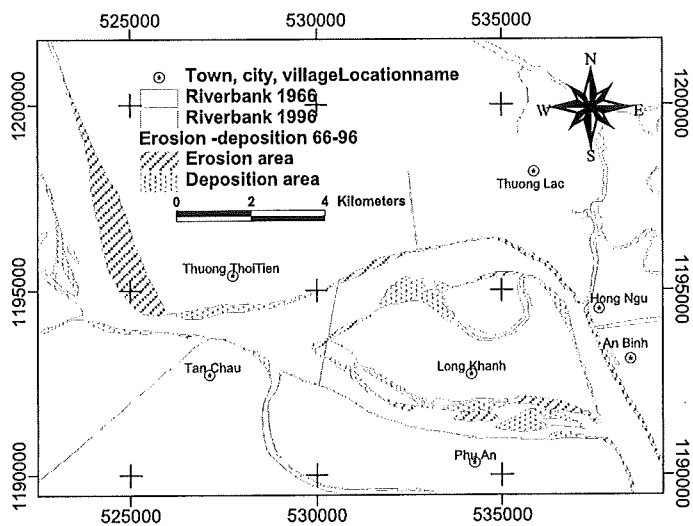 525000 530000 535000
N
W E
S
Town, city, villageLocationname
Riverbank 1966
Riverbank 1996
Erosion -deposition 66-96
Erosion area
Deposition area
0 2 4 Kilometers
1200000 1200000
Thuong Lac
Thuong ThoiTien
1195000 1195000
Hong Ngu
An Binh
Tan Chau
Long Khanh
Phu An
1190000 1190000
525000 530000 535000